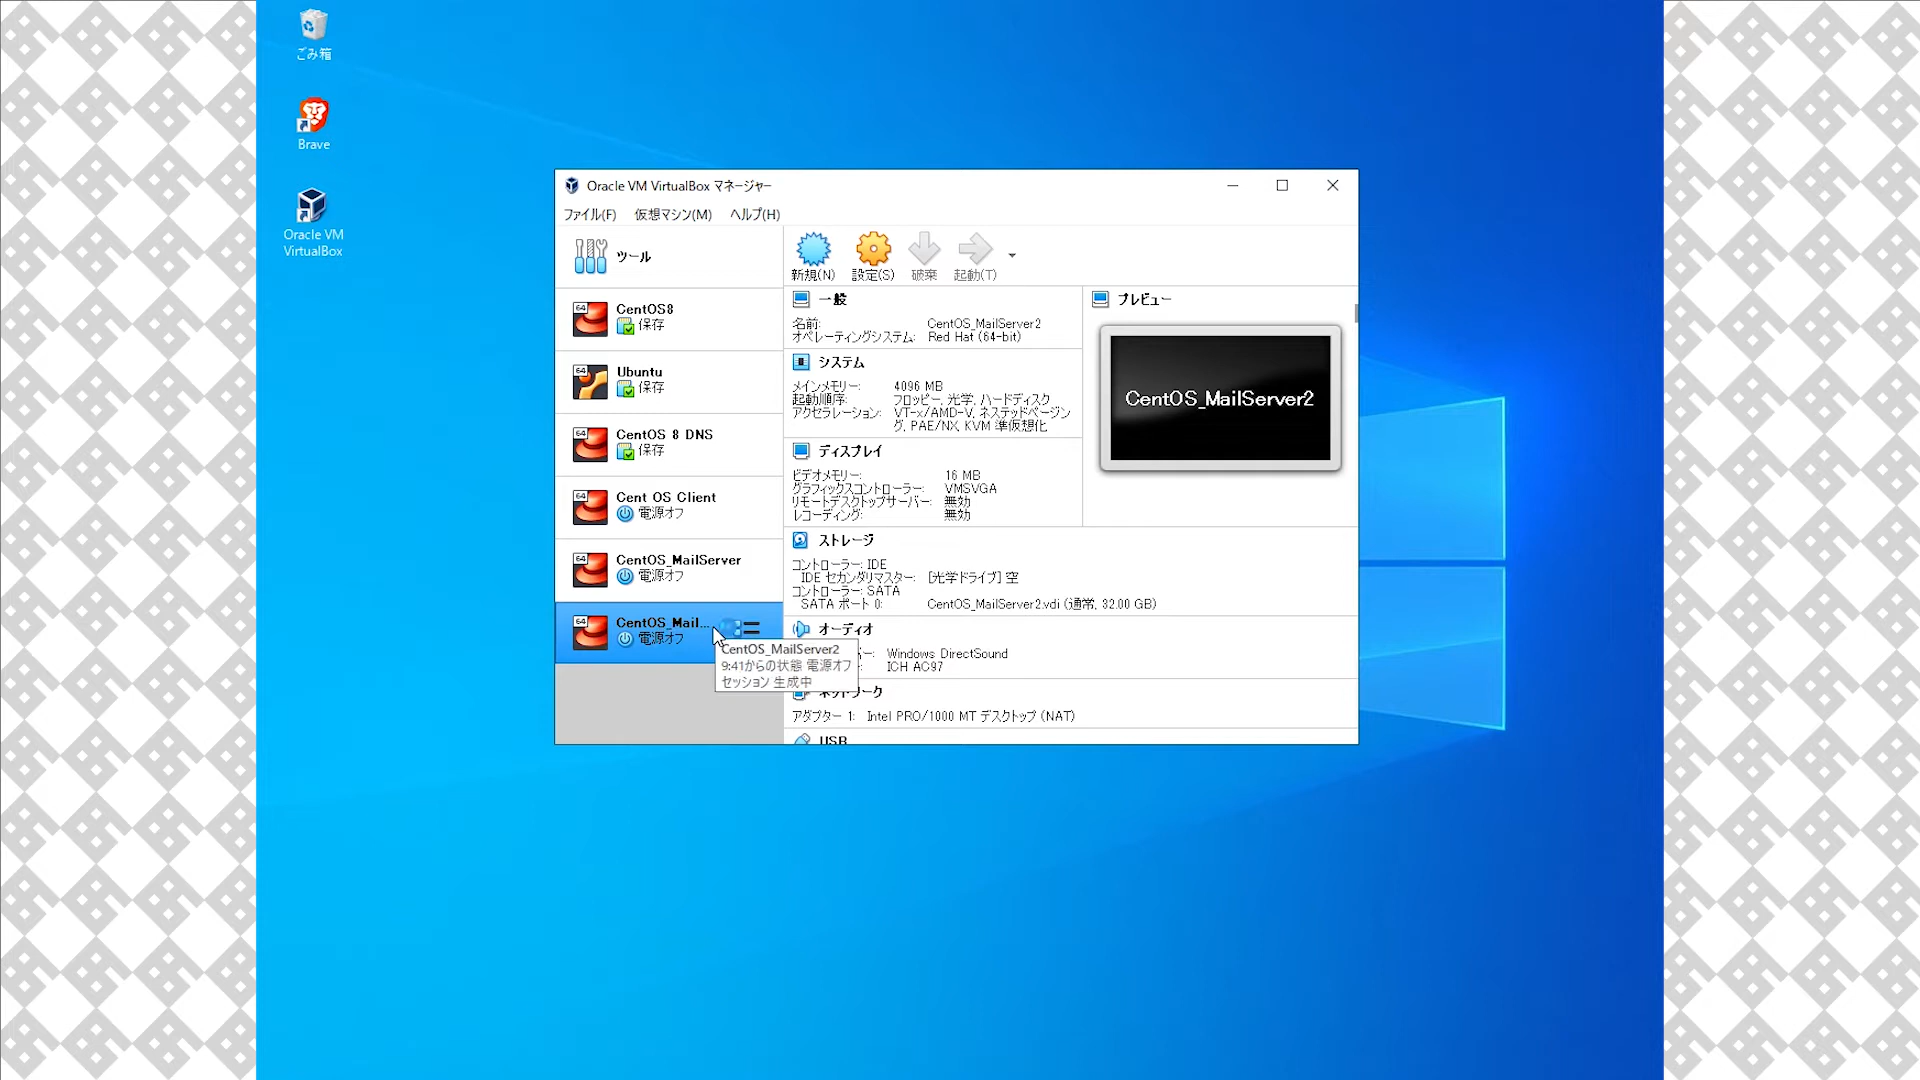 ごみ箱
Brave
Oracle VM
VirtualBox
Oracle VM VirtualBox マネージャー
ファイル(F) 仮想マシン(M) ヘルプ(H)
ツール
新規(N) 設定(S) 破棄 起動(T)
64
CentOS8
保存
64
Ubuntu
保存
64
CentOS 8 DNS
保存
64
Cent OS Client
電源オフ
64
CentOS_MailServer
電源オフ
64
CentOS_Mail...
電源オフ
CentOS_MailServer2
9:41からの状態 電源オフ
セッション 生成中
一般
名前: CentOS_MailServer2
オペレーティングシステム: Red Hat (64-bit)
システム
メインメモリー: 4096 MB
起動順序: フロッピー, 光学, ハードディスク
アクセラレーション: VT-x/AMD-V, ネステッドページン
グ, PAE/NX, KVM 準仮想化
ディスプレイ
ビデオメモリー: 16 MB
グラフィックスコントローラー: VMSVGA
リモートデスクトップサーバー: 無効
レコーディング: 無効
プレビュー
CentOS_MailServer2
ストレージ
コントローラー: IDE
IDE セカンダリマスター: [光学ドライブ] 空
コントローラー: SATA
SATA ポート 0: CentOS_MailServer2.vdi (通常, 32.00 GB)
オーディオ
ー: Windows DirectSound
: ICH AC97
ネットワーク
アダプター 1: Intel PRO/1000 MT デスクトップ (NAT)
USB